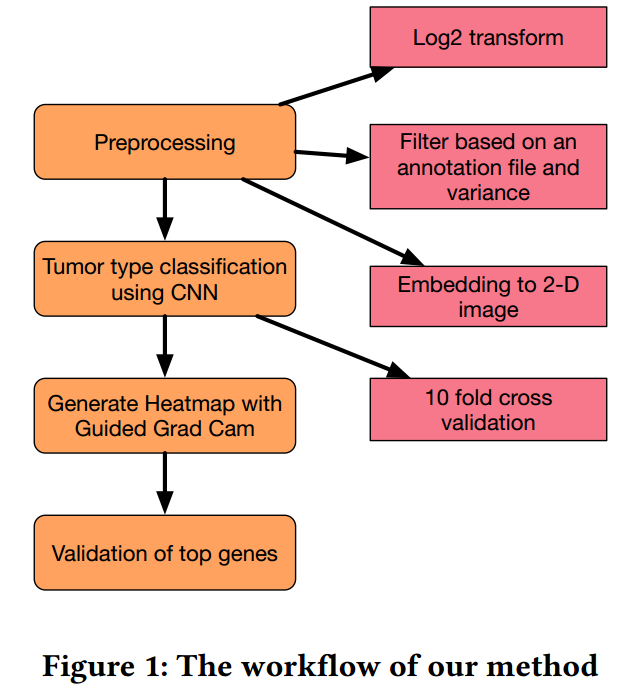 Log2 transform
Preprocessing
Filter based on an
annotation file and
variance
Tumor type classification
using CNN
Embedding to 2-D
image
Generate Heatmap with
Guided Grad Cam
10 fold cross
validation
Validation of top genes
Figure 1: The workflow of our method